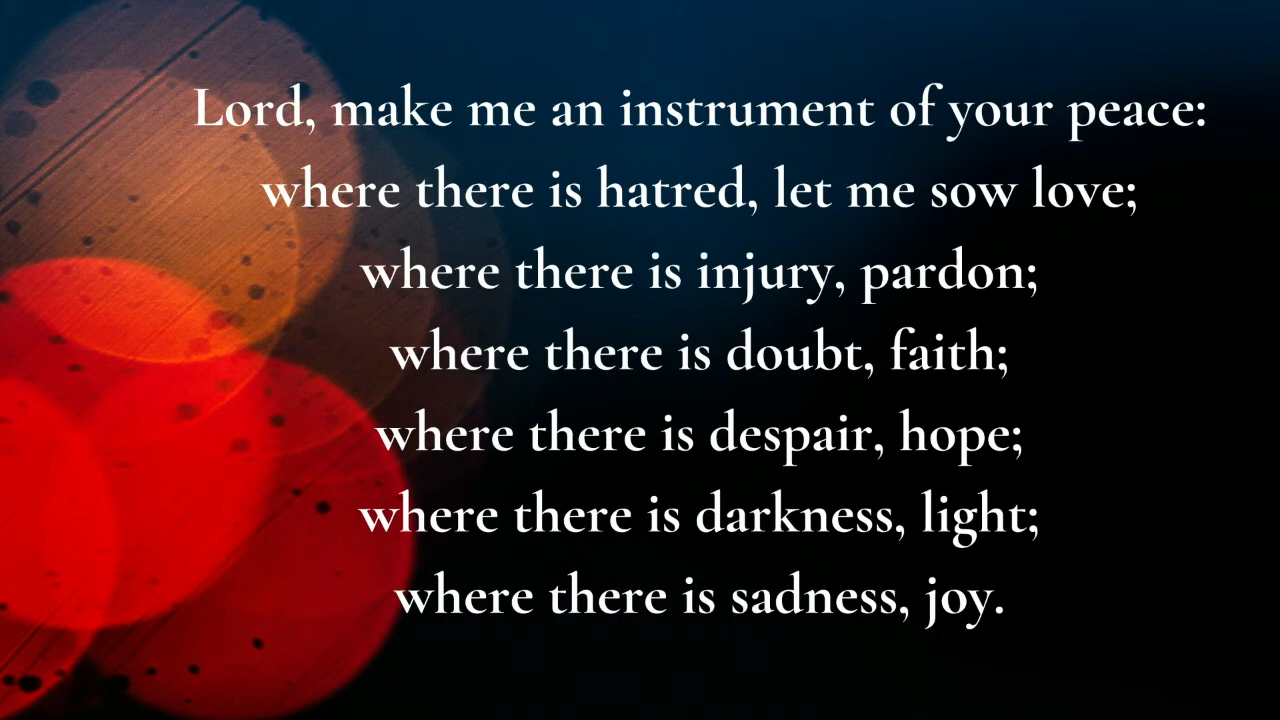 Lord, make me an instrument of your peace:
where there is hatred, let me sow love;
where there is injury, pardon;
where there is doubt, faith;
where there is despair, hope;
where there is darkness, light;
where there is sadness, joy.